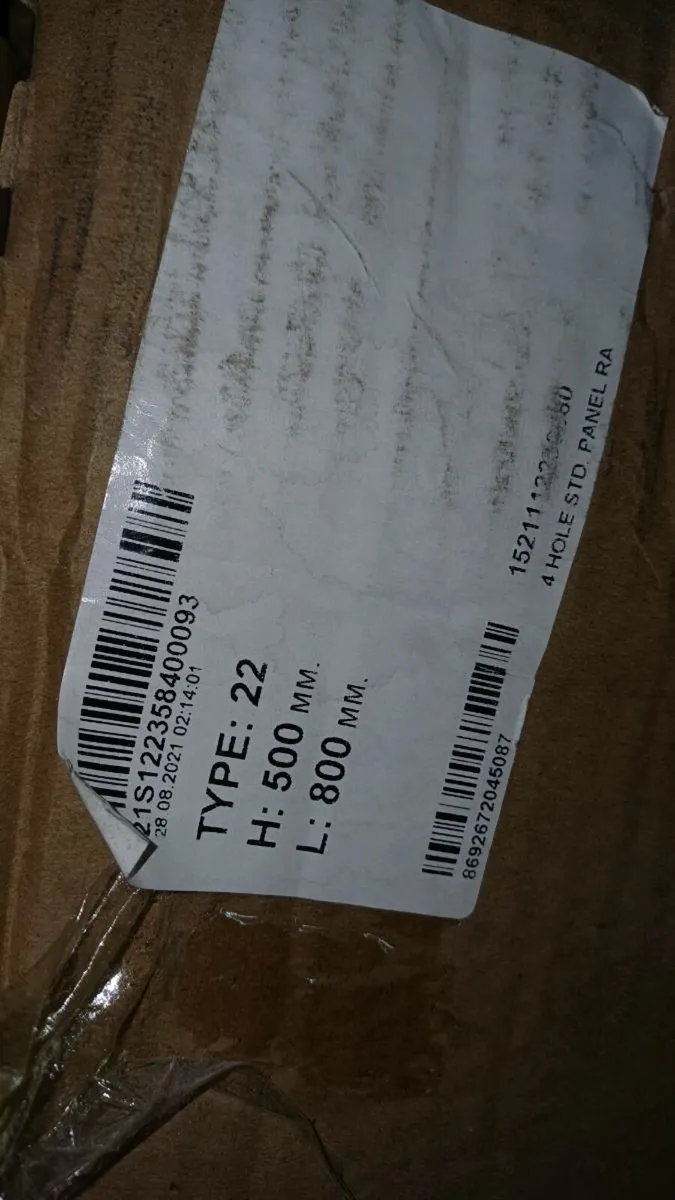 21S122358400093
28 08.2021 02:14:01
TYPE: 22
H: 500 MM.
L: 800 MM.
8692672045087
4 HOLE STD. PANEL RA